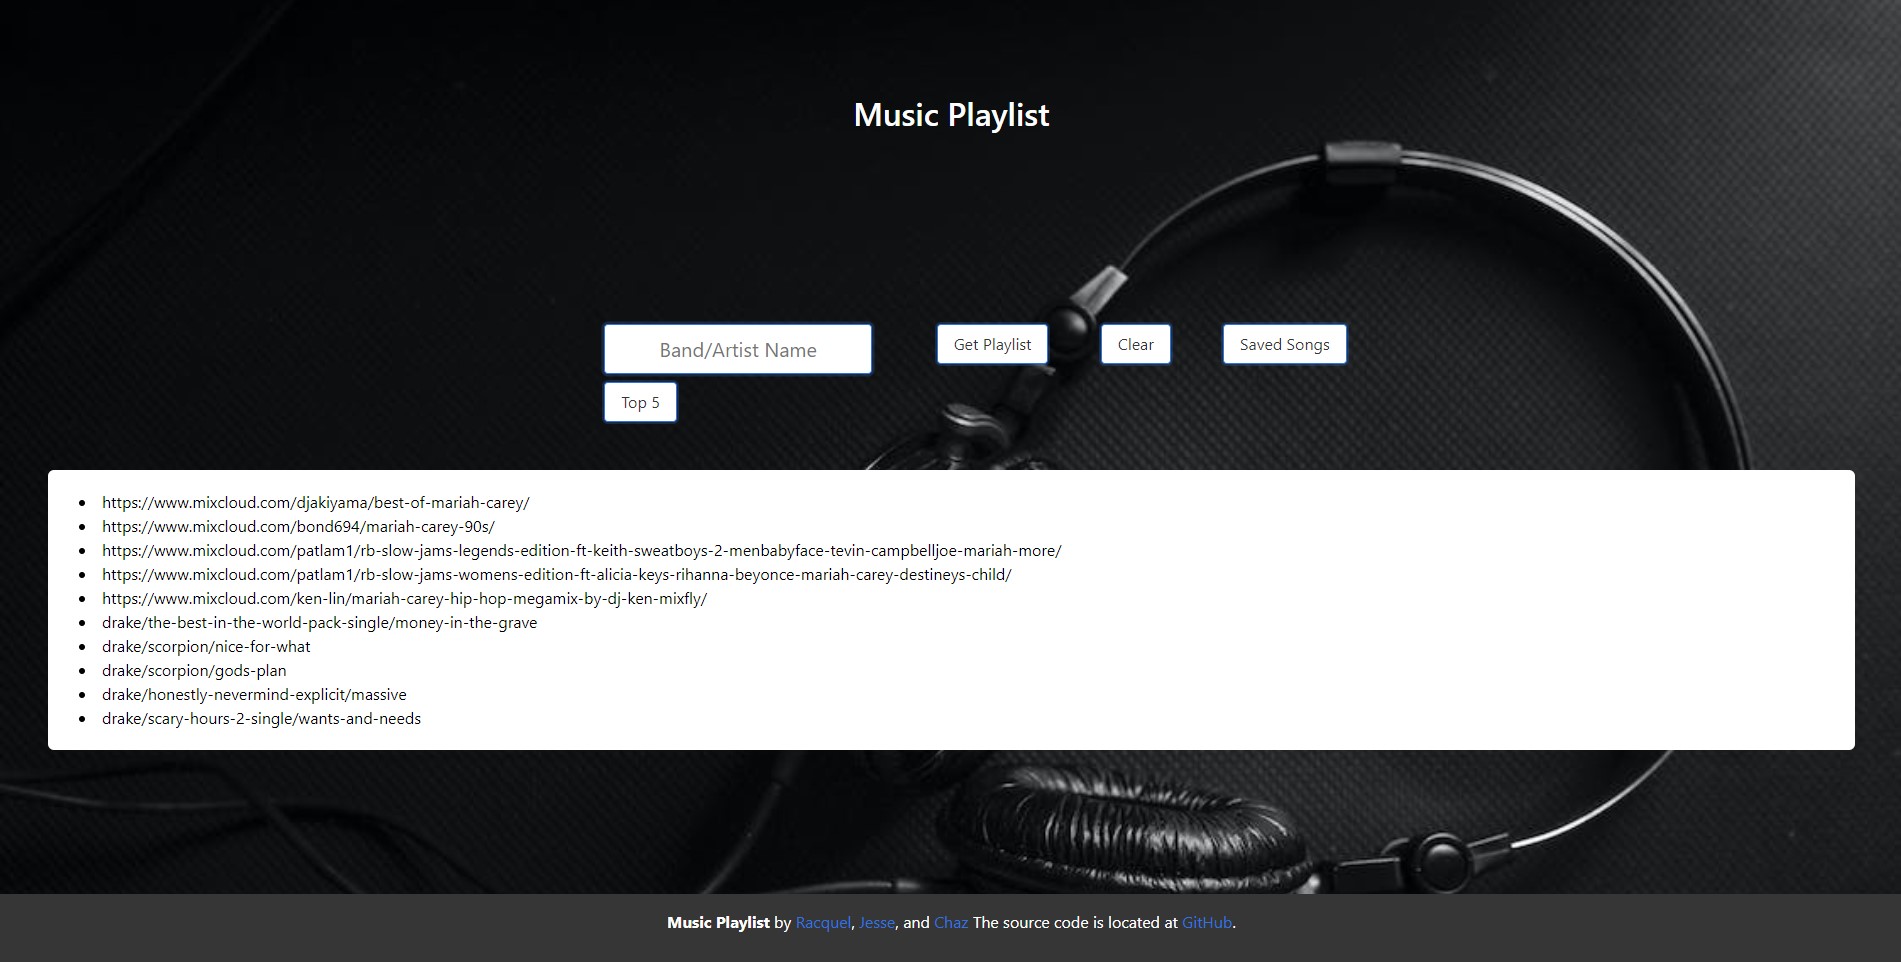 Music Playlist
Band/Artist Name
Get Playlist
Clear
Saved Songs
Top 5
https://www.mixcloud.com/djakiyama/best-of-mariah-carey/
https://www.mixcloud.com/bond694/mariah-carey-90s/
https://www.mixcloud.com/patlam1/rb-slow-jams-legends-edition-ft-keith-sweatboys-2-menbabyface-tevin-campbelljoe-mariah-more/
https://www.mixcloud.com/patlam1/rb-slow-jams-womens-edition-ft-alicia-keys-rihanna-beyonce-mariah-carey-destineys-child/
https://www.mixcloud.com/ken-lin/mariah-carey-hip-hop-megamix-by-dj-ken-mixfly/
drake/the-best-in-the-world-pack-single/money-in-the-grave
drake/scorpion/nice-for-what
drake/scorpion/gods-plan
drake/honestly-nevermind-explicit/massive
drake/scary-hours-2-single/wants-and-needs
Music Playlist by Racquel, Jesse, and Chaz The source code is located at GitHub.